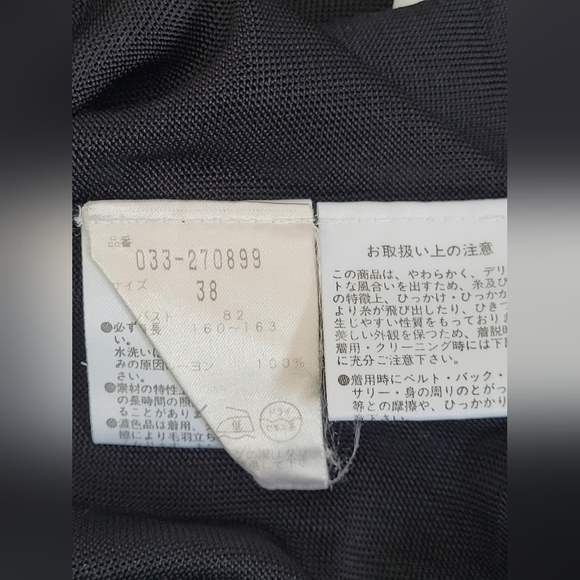 品番
033-270899
サイズ
38
バスト 82
身長 160~163
レーヨン 100%
ドライ
お取扱い上の注意
この商品は、やわらかく、デリ
トな風合いを出すため、糸及び
の特徴上、ひっかけ・ひっかか
より糸が飛び出したり、ひきつ
生じやすい性質をもっておりま
美しい外観を保つため、着脱時
着用・クリーニング時には下
に充分ご注意下さい。
着用時にベルト・バック・
サリー・身の周りのとがっ
等との摩擦や、ひっかかり
必ず
い。
水洗いは
みの原因
さい。
素材の特性
の長時間の
ることがあり
濃色品は着用、
擦により毛羽立ち